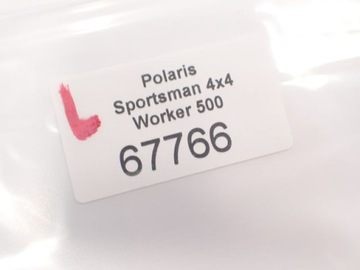 L
Polaris
Sportsman 4x4
Worker 500
67766